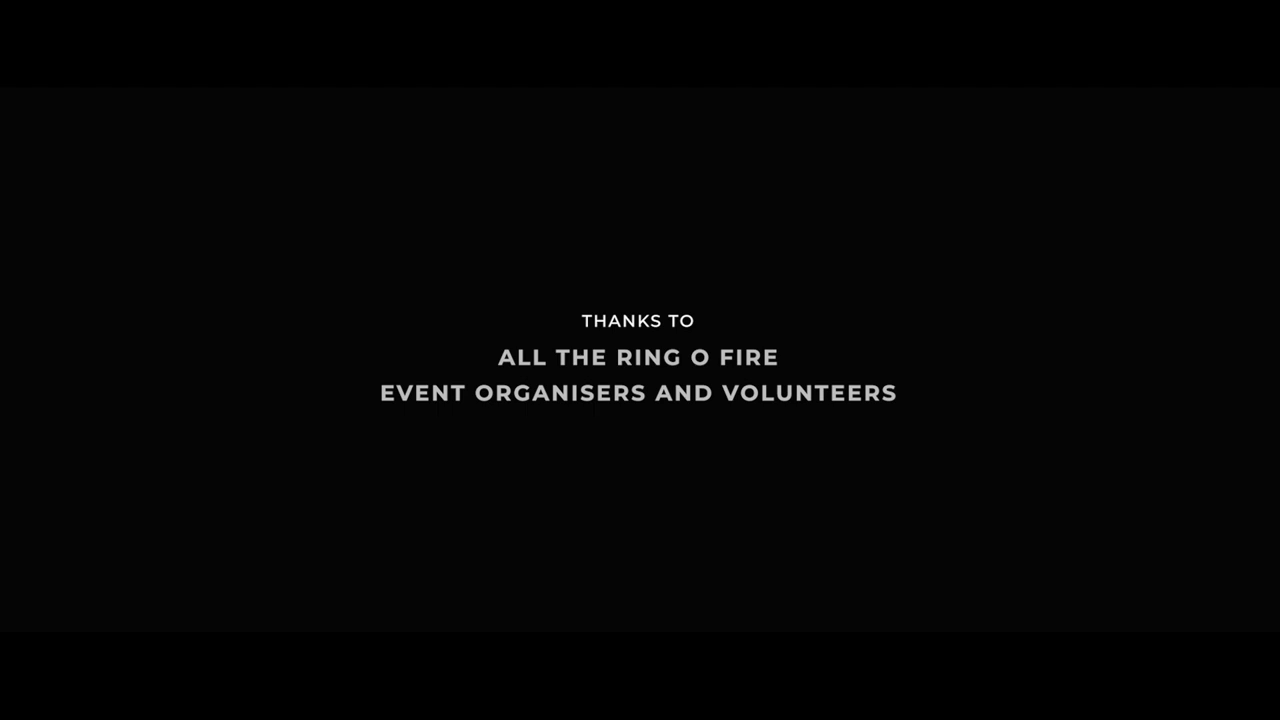 THANKS TO
ALL THE RING O FIRE
EVENT ORGANISERS AND VOLUNTEERS